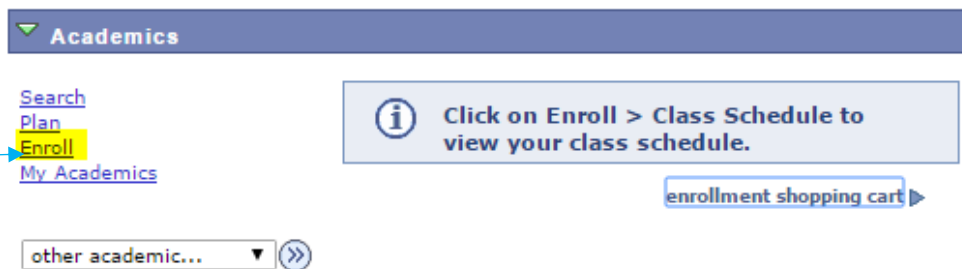 Academics
Search
Plan
Enroll
My Academics
Click on Enroll > Class Schedule to
view your class schedule.
enrollment shopping cart
other academic...